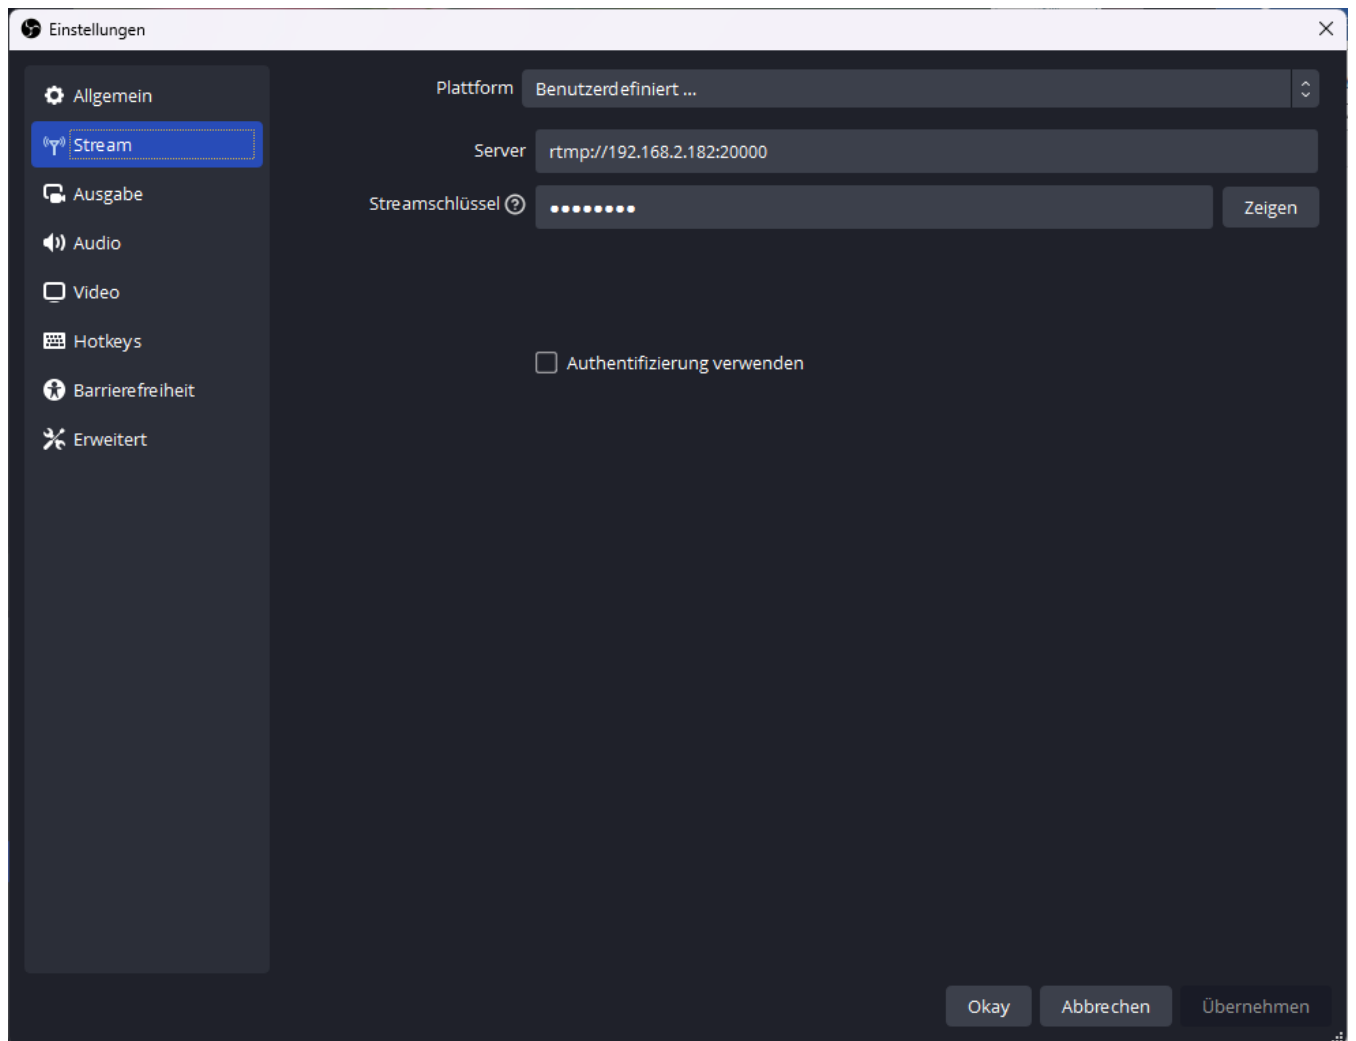 Einstellungen
Allgemein
Stream
Ausgabe
Audio
Video
Hotkeys
Barrierefreiheit
Erweitert
Plattform Benutzerdefiniert ...
Server rtmp://192.168.2.182:20000
Streamschlüssel ? ●●●●●●●● Zeigen
Authentifizierung verwenden
Okay Abbrechen Übernehmen